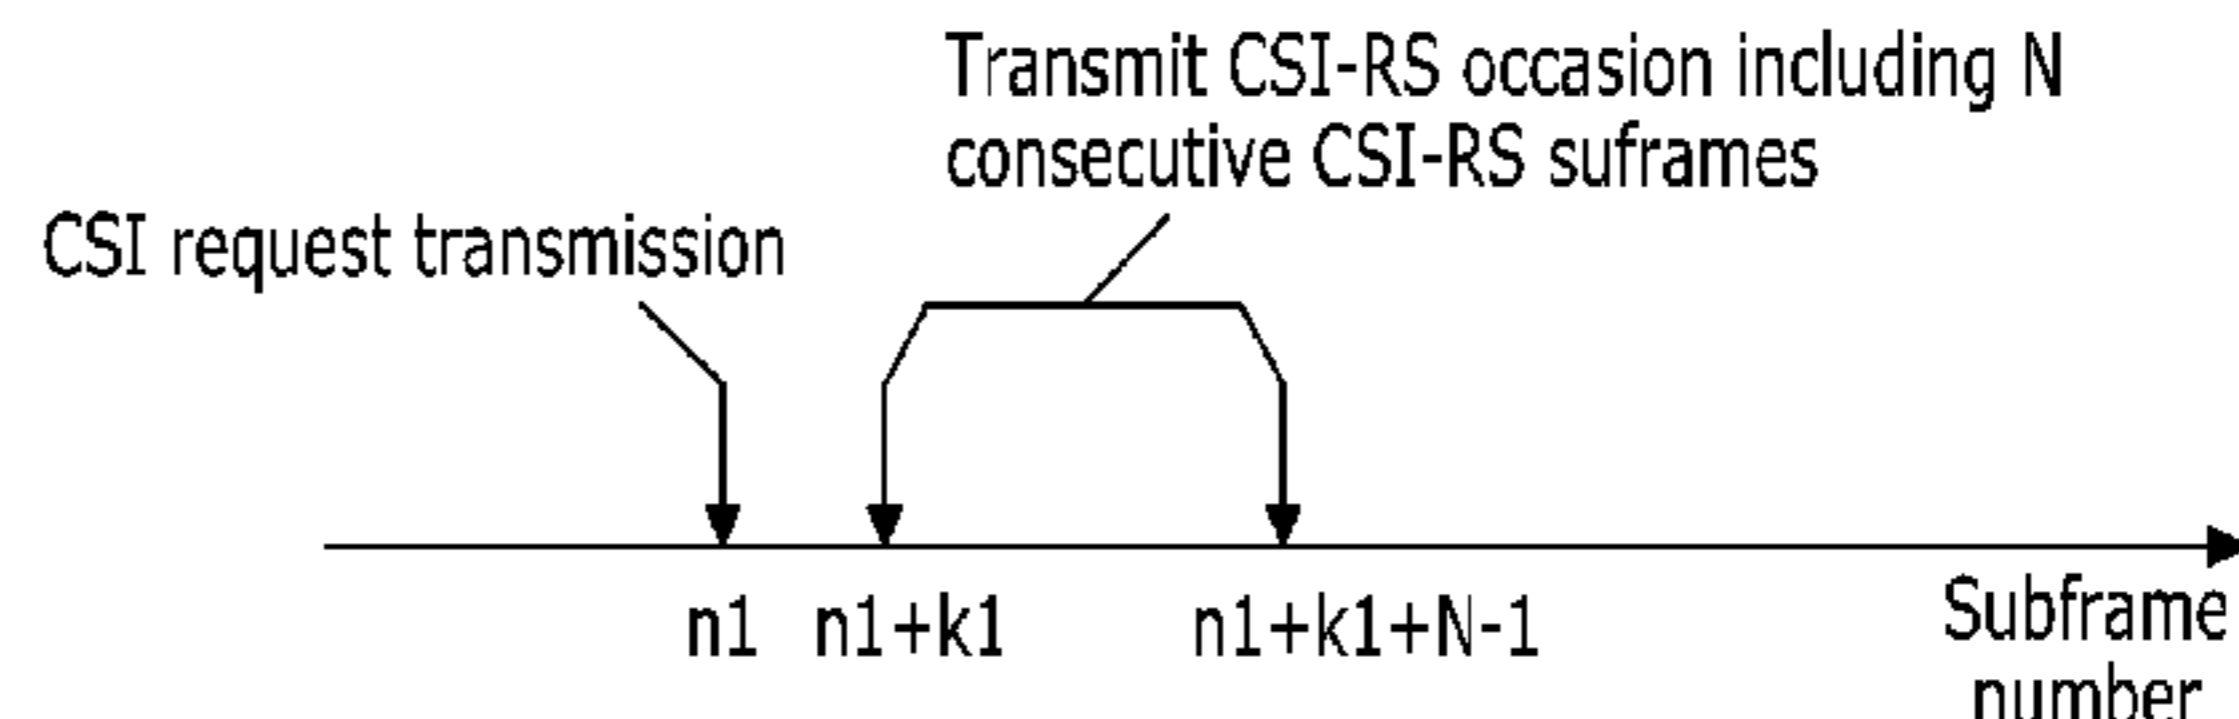 Transmit CSI-RS occasion including N
consecutive CSI-RS suframes
CSI request transmission
n1 n1+k1 n1+k1+N-1
Subframe
number